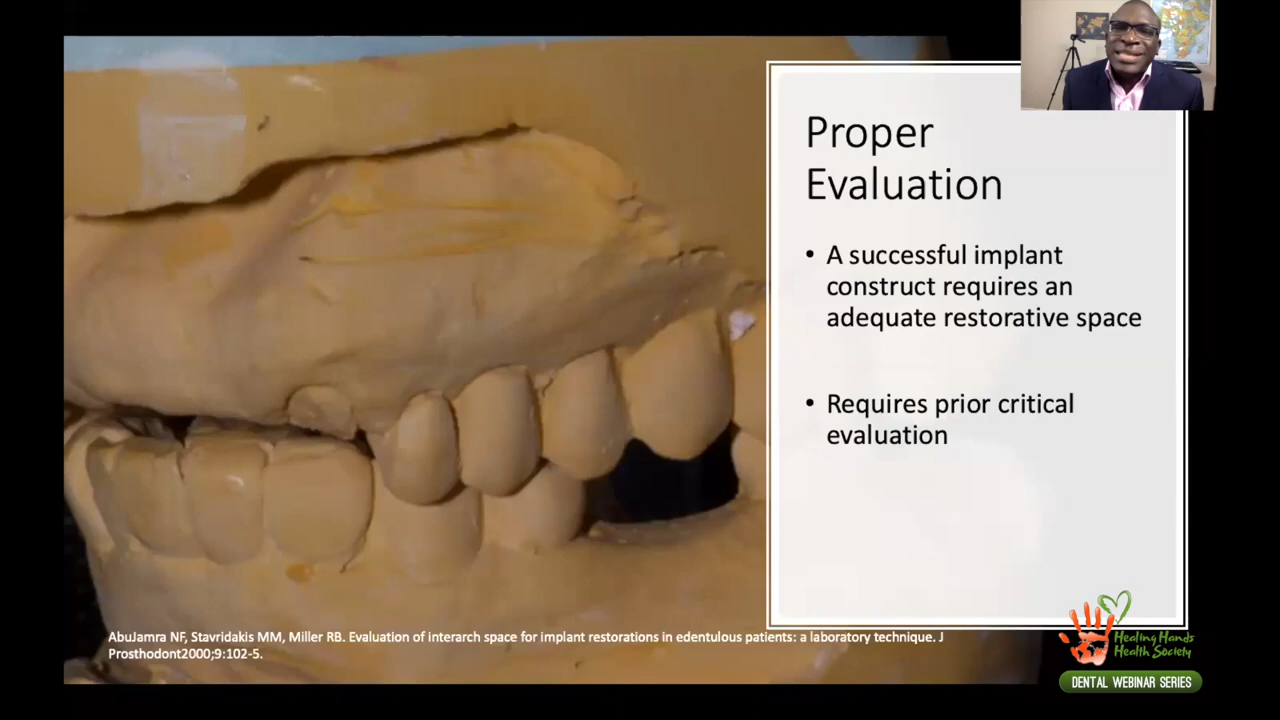 Proper
Evaluation
• A successful implant
construct requires an
adequate restorative space
• Requires prior critical
evaluation
AbuJamra NF, Stavridakis MM, Miller RB. Evaluation of interarch space for implant restorations in edentulous patients: a laboratory technique. J
Prosthodont2000;9:102-5.
Healing Hands
Health Society
DENTAL WEBINAR SERIES